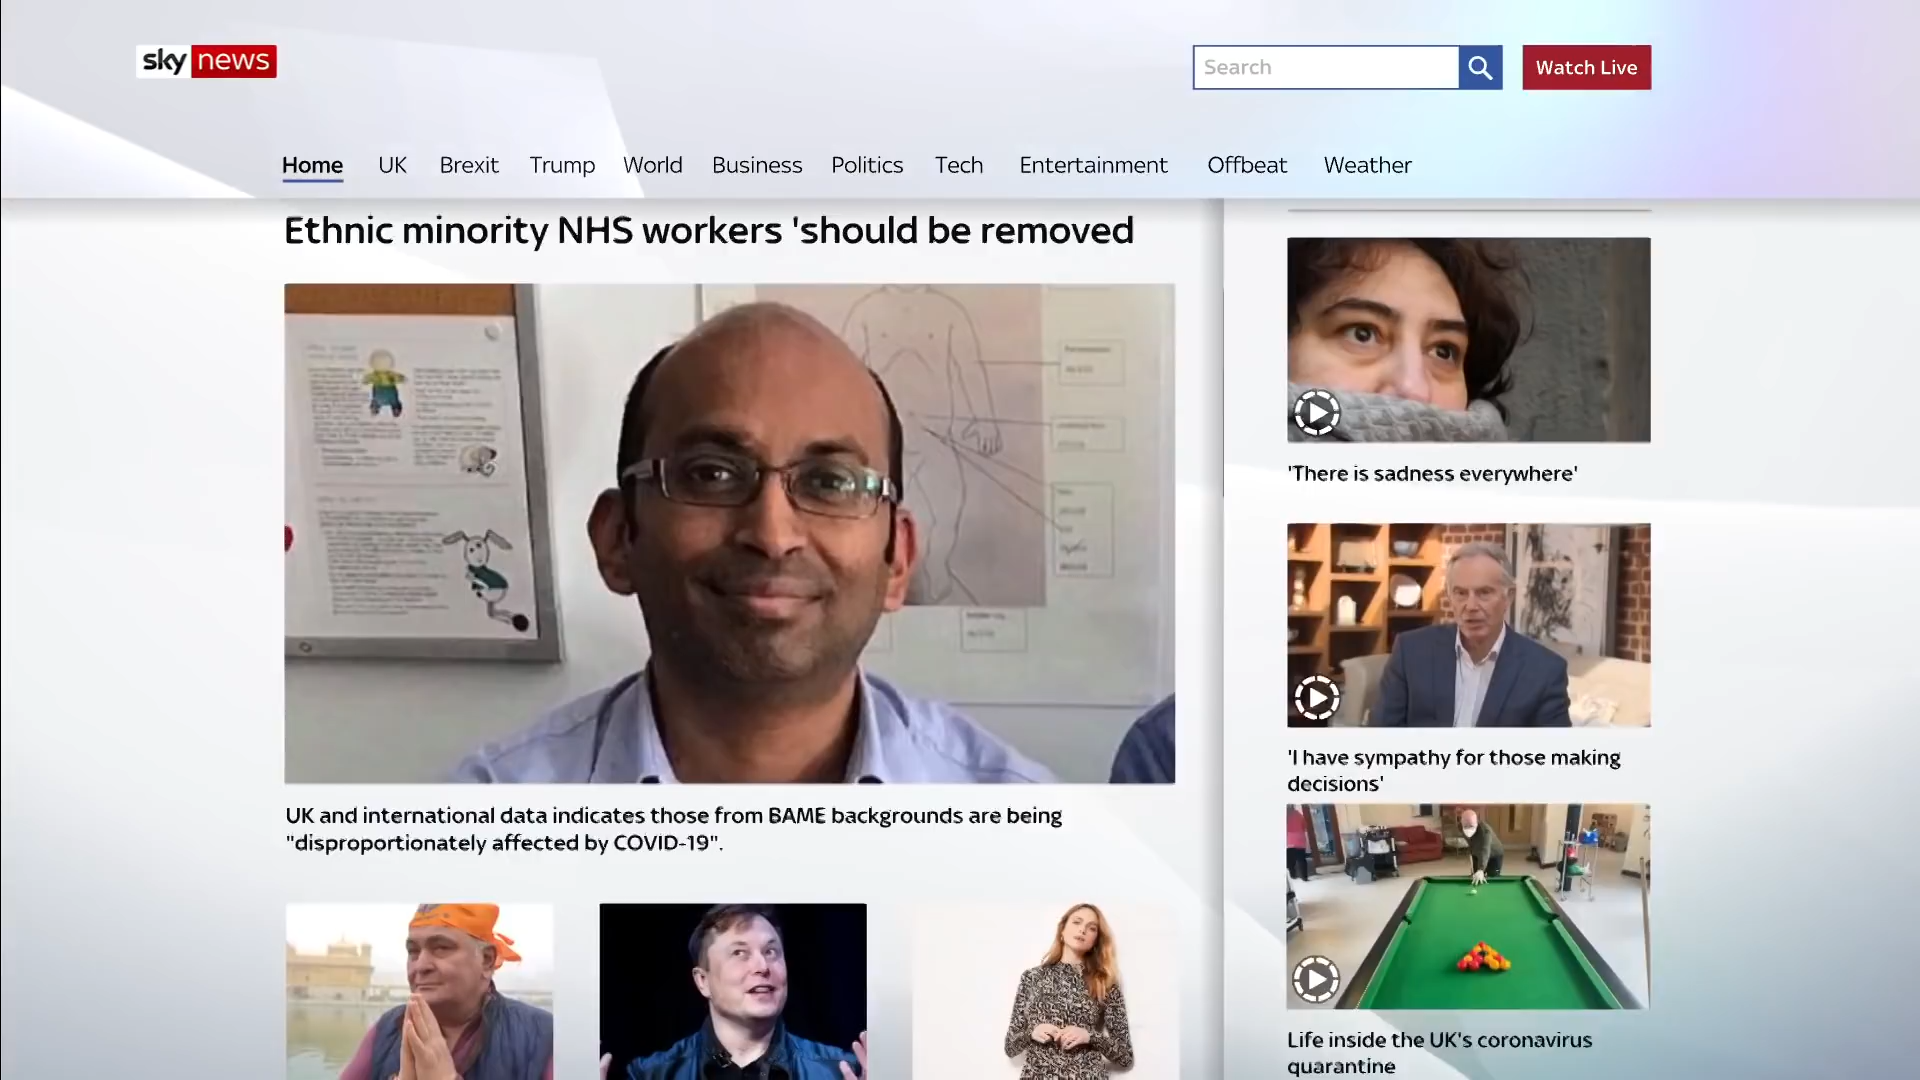 sky news
Search
Watch Live
Home UK Brexit Trump World Business Politics Tech Entertainment Offbeat Weather
Ethnic minority NHS workers 'should be removed
UK and international data indicates those from BAME backgrounds are being
"disproportionately affected by COVID-19".
'There is sadness everywhere'
'I have sympathy for those making
decisions'
Life inside the UK's coronavirus
quarantine